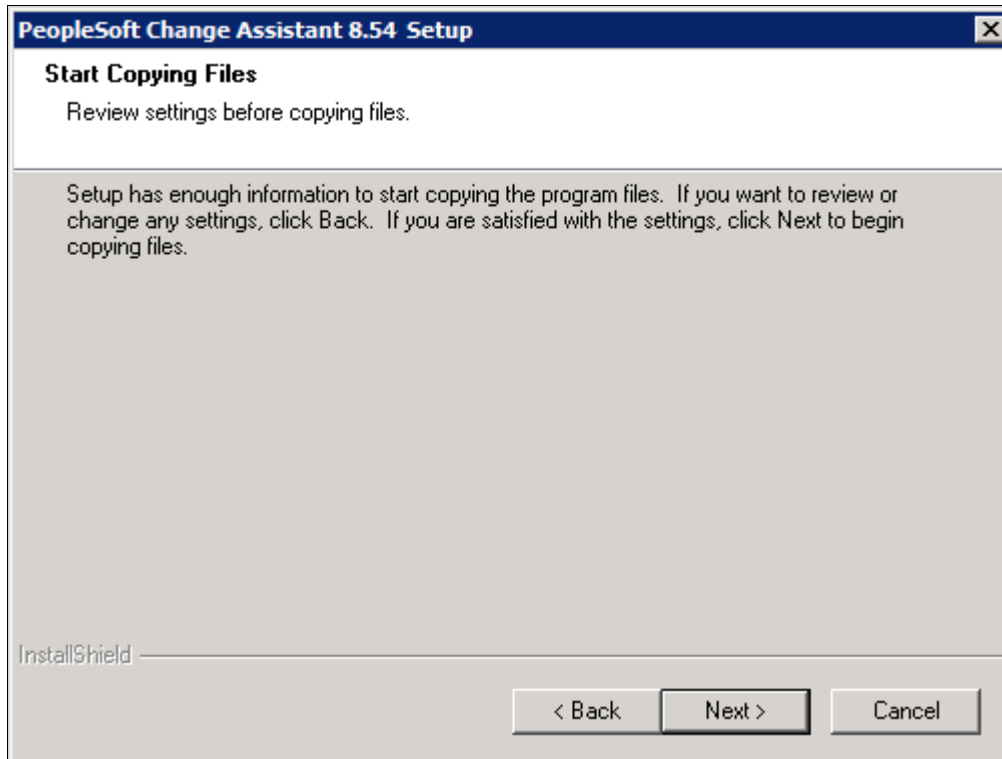 PeopleSoft Change Assistant 8.54 Setup
Start Copying Files
Review settings before copying files.
Setup has enough information to start copying the program files. If you want to review or
change any settings, click Back. If you are satisfied with the settings, click Next to begin
copying files.
InstallShield
< Back
Next >
Cancel